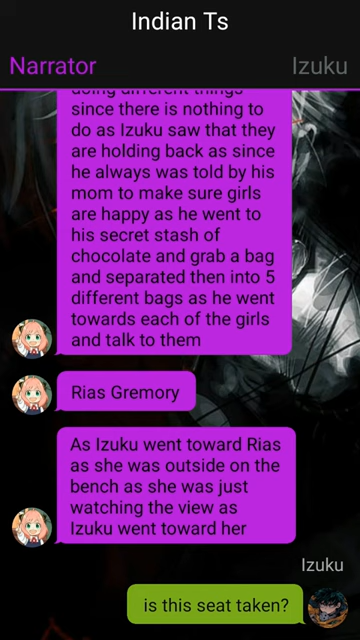 Indian Ts
Narrator
Izuku
doing different things
since there is nothing to
do as Izuku saw that they
are holding back as since
he always was told by his
mom to make sure girls
are happy as he went to
his secret stash of
chocolate and grab a bag
and separated then into 5
different bags as he went
towards each of the girls
and talk to them
Rias Gremory
As Izuku went toward Rias
as she was outside on the
bench as she was just
watching the view as
Izuku went toward her
Izuku
is this seat taken?